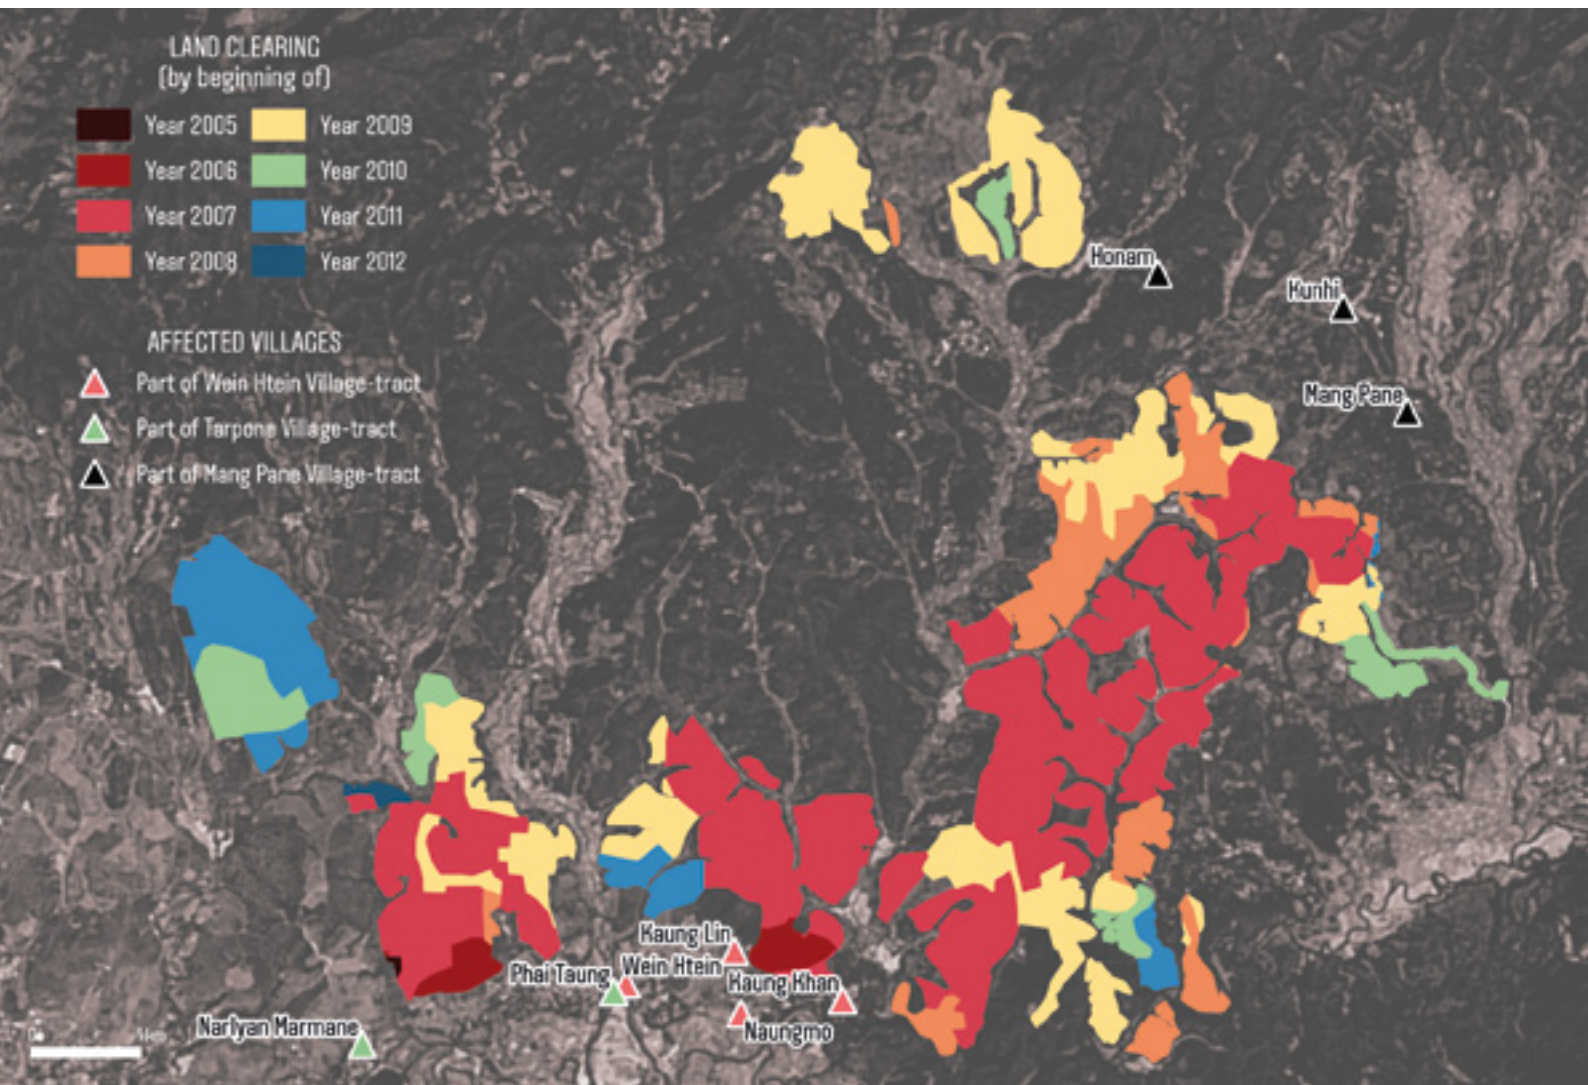 LAND CLEARING
(by beginning of)
Year 2005
Year 2009
Year 2006
Year 2010
Year 2007
Year 2011
Year 2008
Year 2012
AFFECTED VILLAGES
Part of Wein Htein Village-tract
Part of Tarpone Village-tract
Part of Mang Pane Village-tract
Honam
Kunhi
Mang Pane
Kaung Lin
Phai Taung
Wein Htein
Kaung Khan
Naungmo
Narlyan Marmane
0